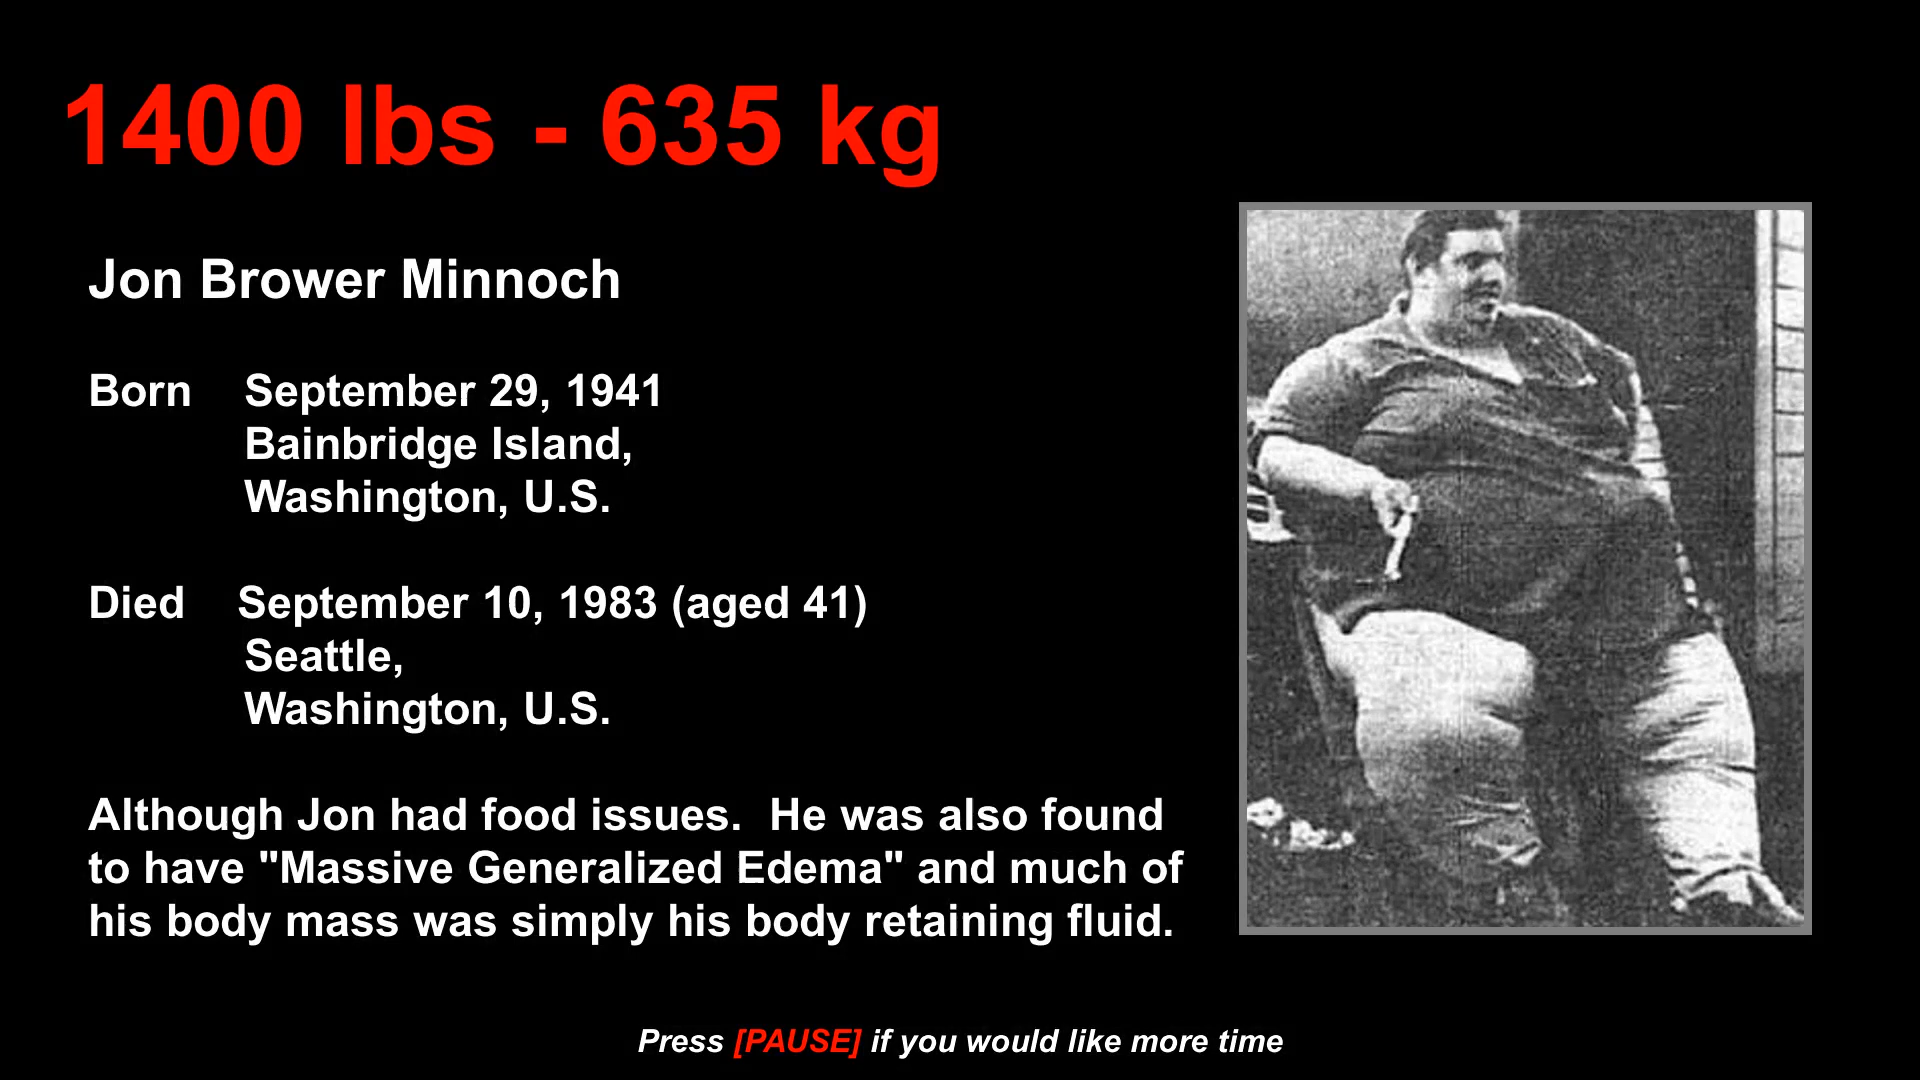 1400 lbs - 635 kg
Jon Brower Minnoch
Born September 29, 1941
Bainbridge Island,
Washington, U.S.
Died September 10, 1983 (aged 41)
Seattle,
Washington, U.S.
Although Jon had food issues. He was also found
to have "Massive Generalized Edema" and much of
his body mass was simply his body retaining fluid.
Press [PAUSE] if you would like more time